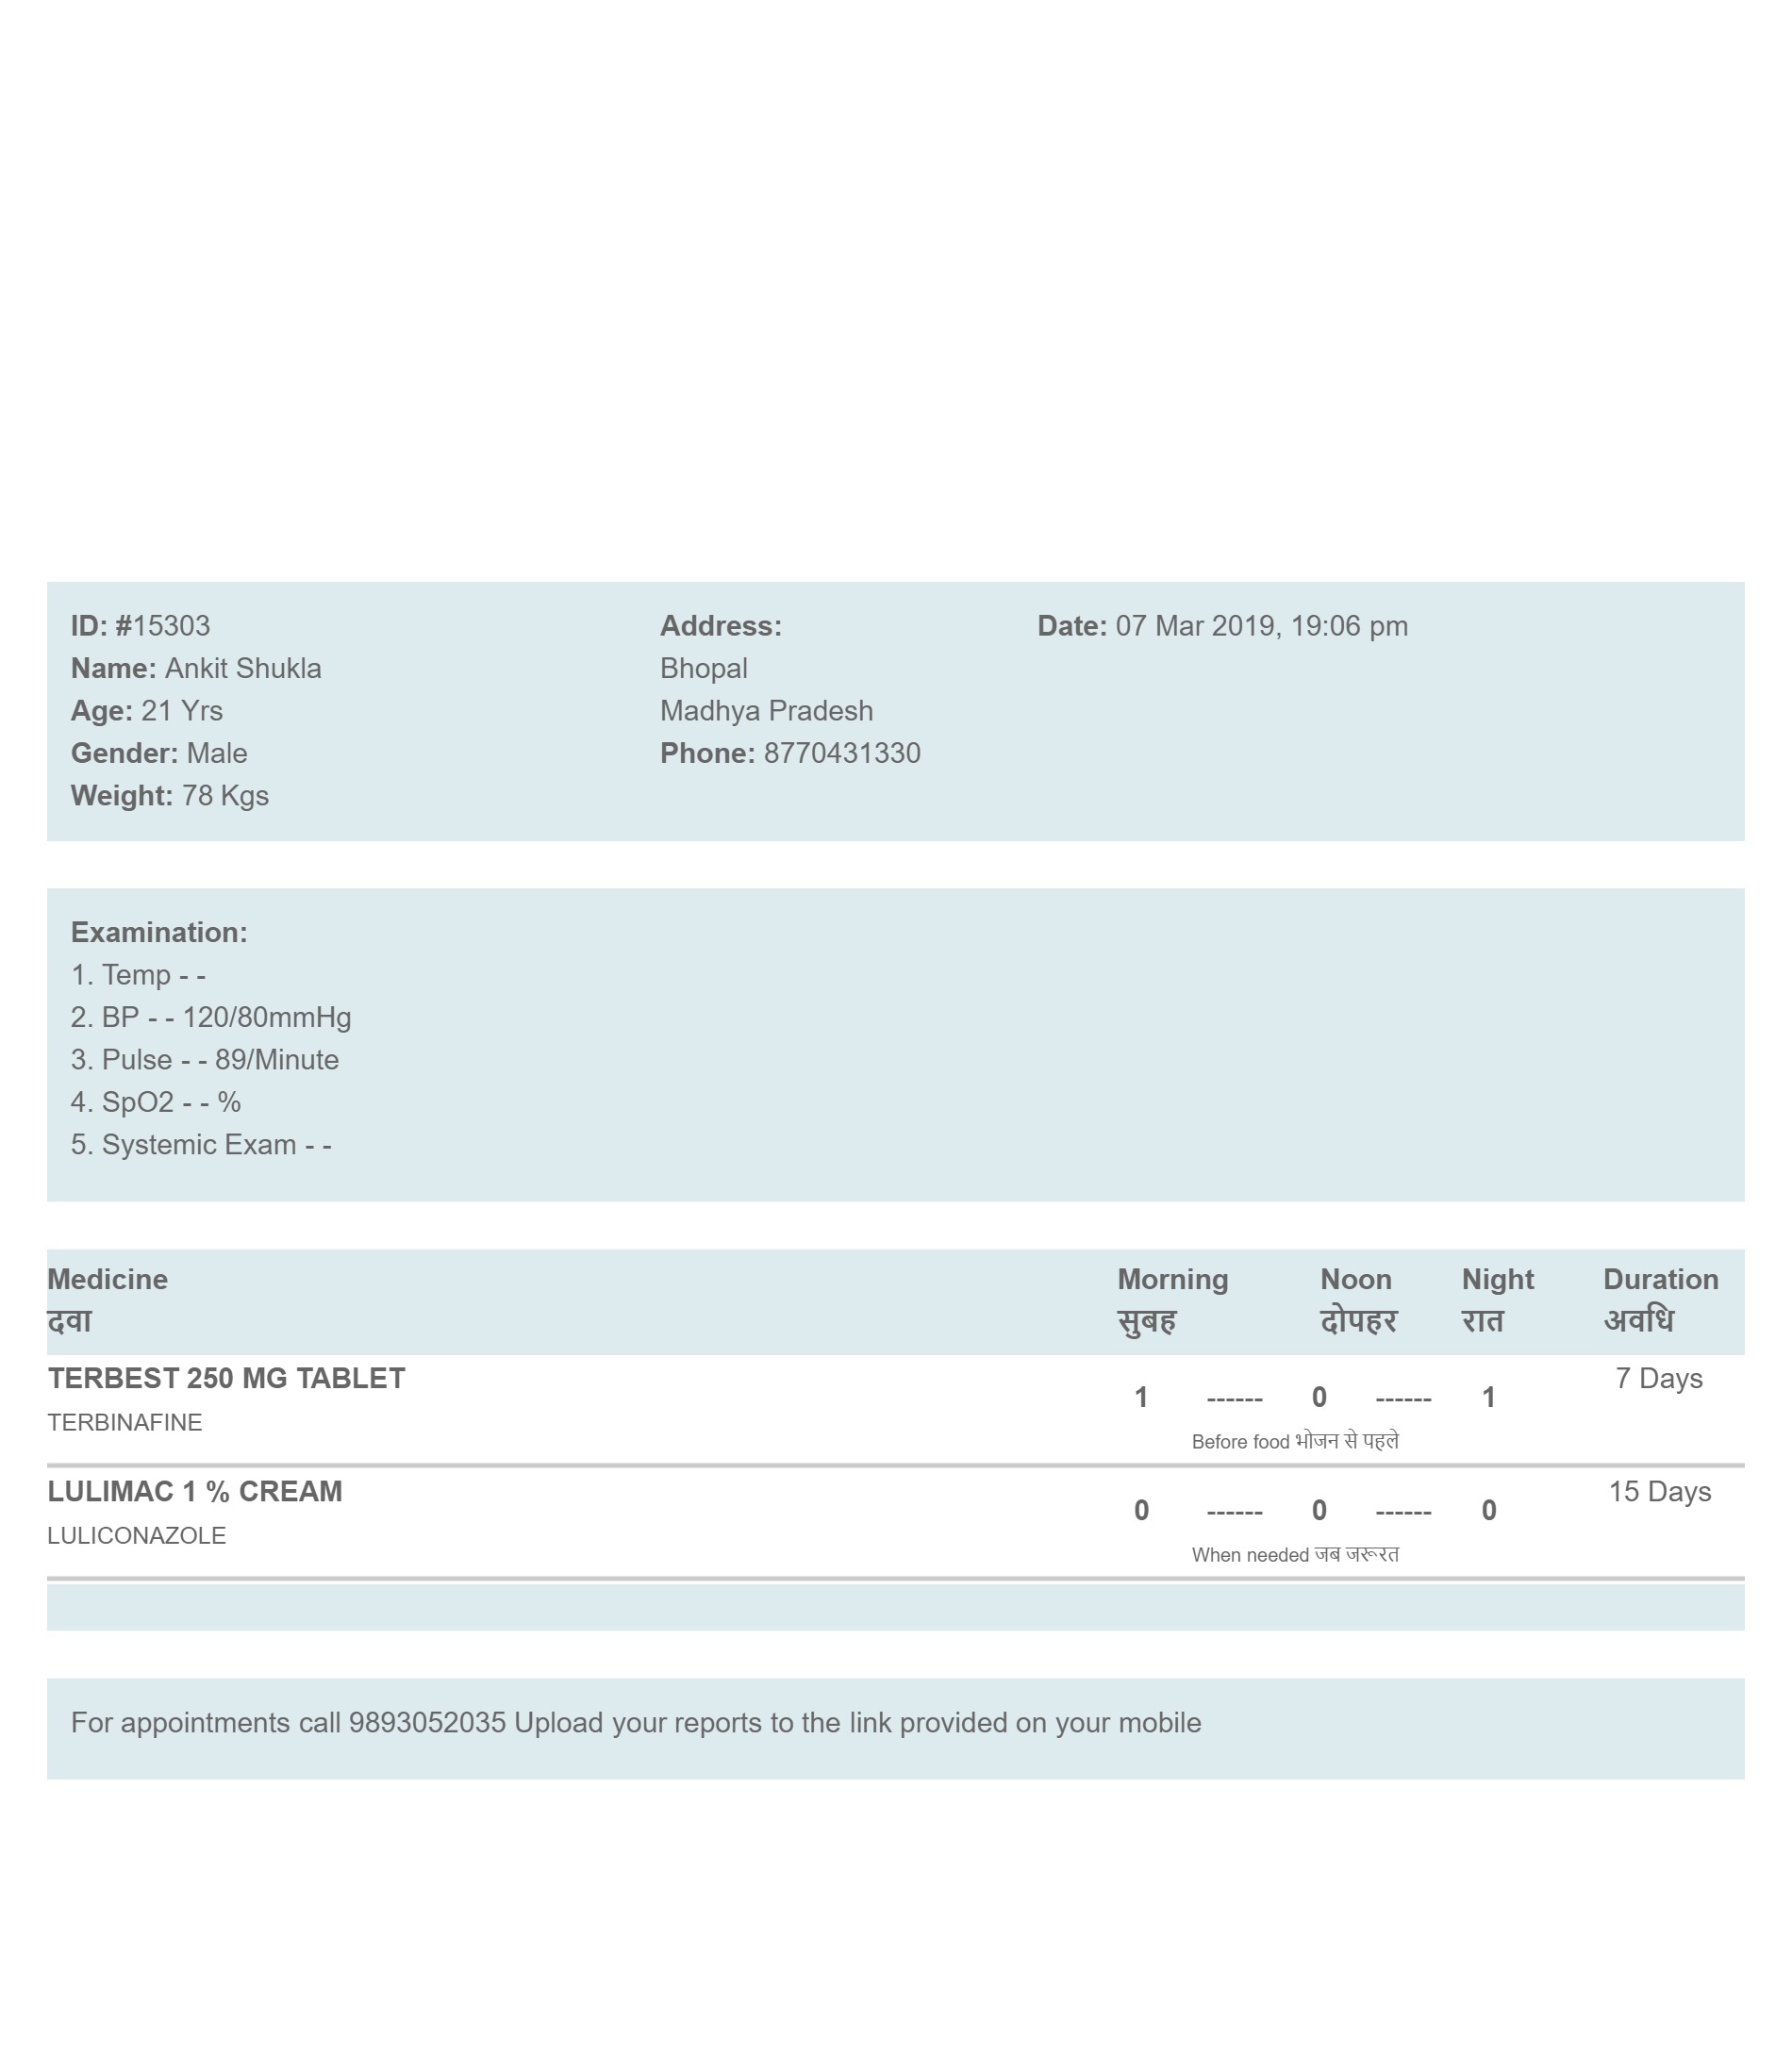 ID: #15303
Name: Ankit Shukla
Age: 21 Yrs
Gender: Male
Weight: 78 Kgs
Address:
Bhopal
Madhya Pradesh
Phone: 8770431330
Date: 07 Mar 2019, 19:06 pm
Examination:
1. Temp - -
2. BP - - 120/80mmHg
3. Pulse - - 89/Minute
4. SpO2 - - %
5. Systemic Exam - -
Medicine Morning Noon Night Duration
दवा सुबह दोपहर रात अवधि
TERBEST 250 MG TABLET 1 ------ 0 ------ 1 7 Days
TERBINAFINE Before food भोजन से पहले
LULIMAC 1 % CREAM 0 ------ 0 ------ 0 15 Days
LULICONAZOLE When needed जब जरूरत
For appointments call 9893052035 Upload your reports to the link provided on your mobile